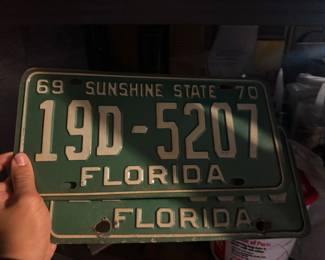 69 SUNSHINE STATE 70
19D-5207
FLORIDA
FLORIDA